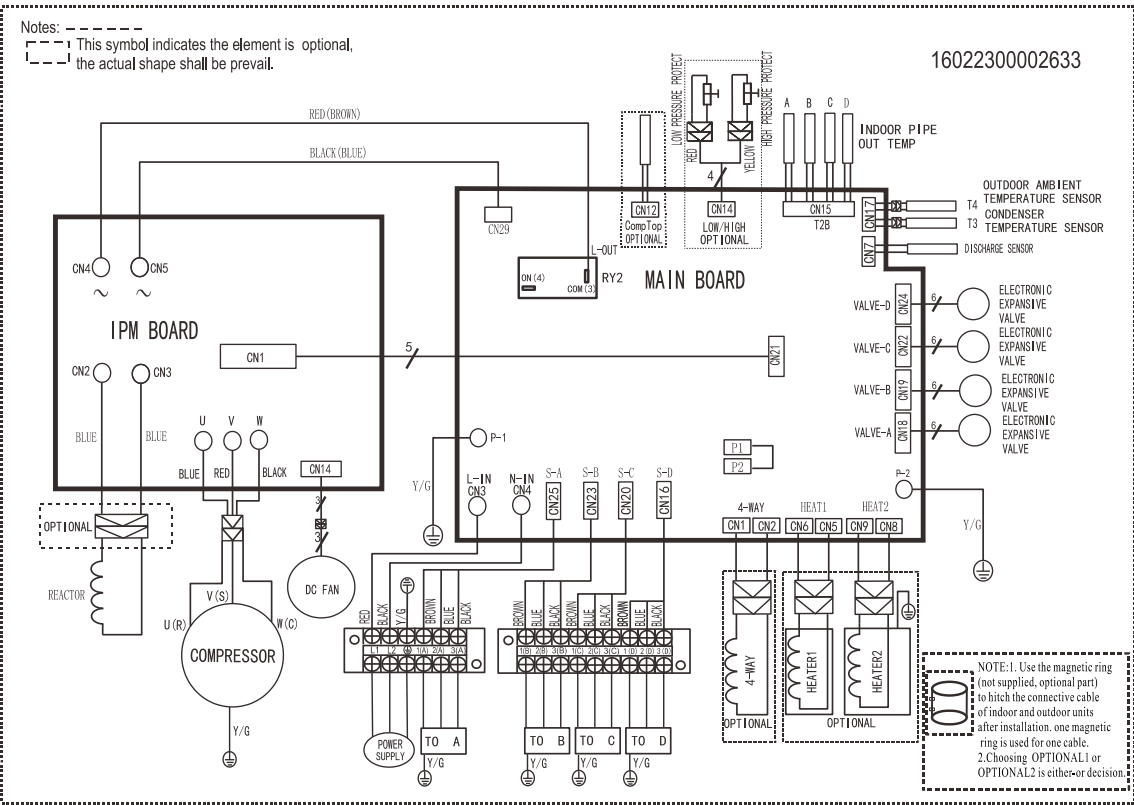 Notes:
This symbol indicates the element is optional,
the actual shape shall be prevail.
16022300002633
RED(BROWN)
BLACK(BLUE)
LOW PRESSURE PROTECT
HIGH PRESSURE PROTECT
RED
YELLOW
4
A B C D
INDOOR PIPE
OUT TEMP
CN12
CompTop
OPTIONAL
CN14
LOW/HIGH
OPTIONAL
CN15
T2B
CN17
T4
OUTDOOR AMBIENT
TEMPERATURE SENSOR
T3
CONDENSER
TEMPERATURE SENSOR
CN7
DISCHARGE SENSOR
CN29
L-OUT
ON(4)
COM(3)
RY2
MAIN BOARD
CN4
CN5
∼ ∼
IPM BOARD
CN1
5
CN21
CN2
CN3
BLUE
BLUE
U V W
BLUE
RED
BLACK
CN14
3
3
DC FAN
OPTIONAL
REACTOR
V(S)
U(R)
W(C)
COMPRESSOR
Y/G
VALVE-D
CN24
6
ELECTRONIC
EXPANSIVE
VALVE
VALVE-C
CN22
6
ELECTRONIC
EXPANSIVE
VALVE
VALVE-B
CN19
6
ELECTRONIC
EXPANSIVE
VALVE
VALVE-A
CN18
6
ELECTRONIC
EXPANSIVE
VALVE
P-1
Y/G
P1
P2
P-2
Y/G
L-IN
CN3
N-IN
CN4
S-A
CN25
S-B
CN23
S-C
CN20
S-D
CN16
4-WAY
HEAT1
HEAT2
CN1 CN2 CN6 CN5 CN9 CN8
RED
BLACK
Y/G
BROWN
BLUE
BLACK
BROWN
BLUE
BLACK
BROWN
BLUE
BLACK
BROWN
BLUE
BLACK
L1 L2 1(A) 2(A) 3(A)
1(B) 2(B) 3(B) 1(C) 2(C) 3(C) 1(D) 2(D) 3(D)
POWER
SUPPLY
TO A
Y/G
TO B
Y/G
TO C
Y/G
TO D
Y/G
4-WAY
OPTIONAL
HEATER1
HEATER2
OPTIONAL
NOTE:1. Use the magnetic ring
(not supplied, optional part)
to hitch the connective cable
of indoor and outdoor units
after installation. one magnetic
ring is used for one cable.
2.Choosing OPTIONAL1 or
OPTIONAL2 is either-or decision.